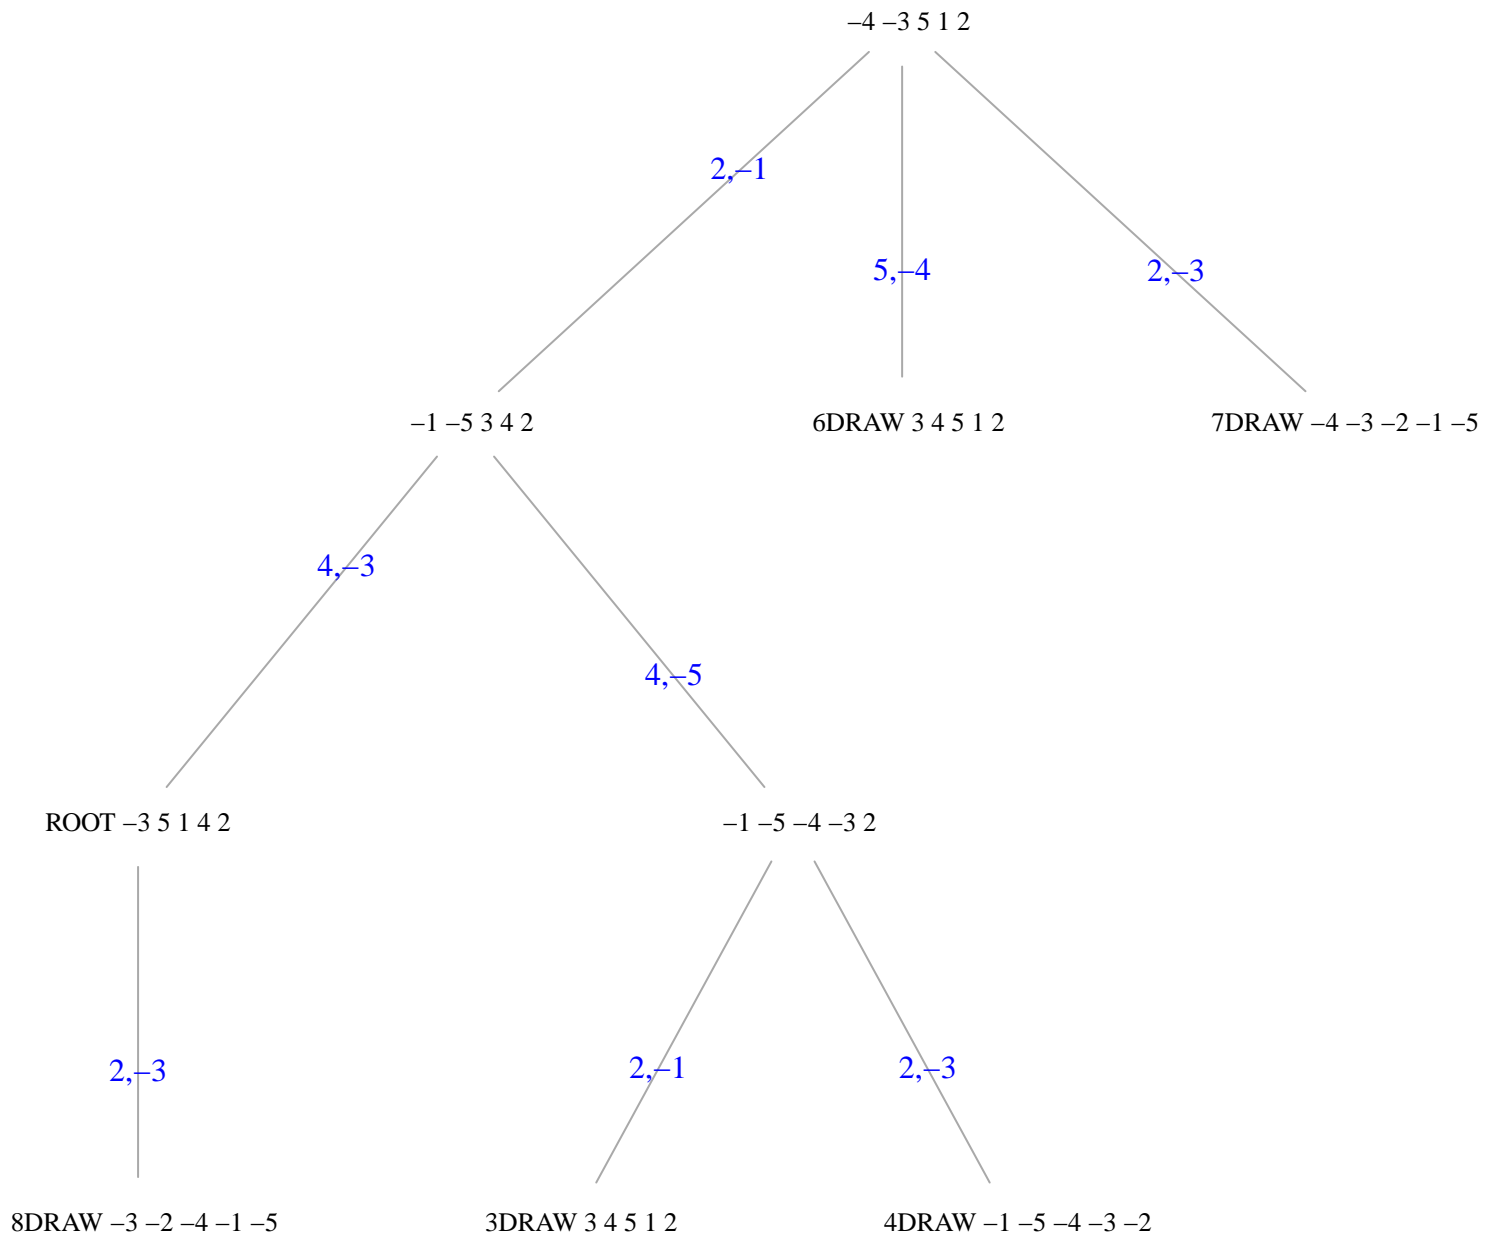 –4 –3 5 1 2
2,–1
5,–4
2,–3
–1 –5 3 4 2
6DRAW 3 4 5 1 2
7DRAW –4 –3 –2 –1 –5
4,–3
4,–5
ROOT –3 5 1 4 2
–1 –5 –4 –3 2
2,–3
2,–1
2,–3
8DRAW –3 –2 –4 –1 –5
3DRAW 3 4 5 1 2
4DRAW –1 –5 –4 –3 –2